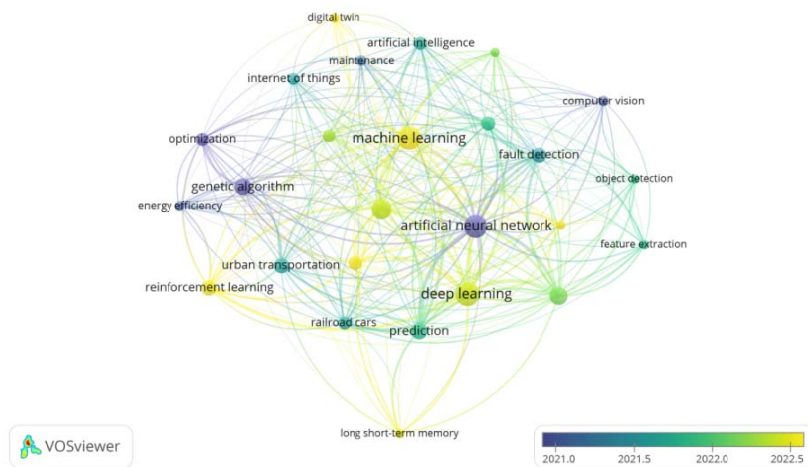 digital twin
artificial intelligence
maintenance
internet of things
computer vision
optimization
machine learning
fault detection
object detection
genetic algorithm
energy efficiency
artificial neural network
feature extraction
urban transportation
reinforcement learning
deep learning
railroad cars
prediction
long short-term memory
VOSviewer
2021.0 2021.5 2022.0 2022.5